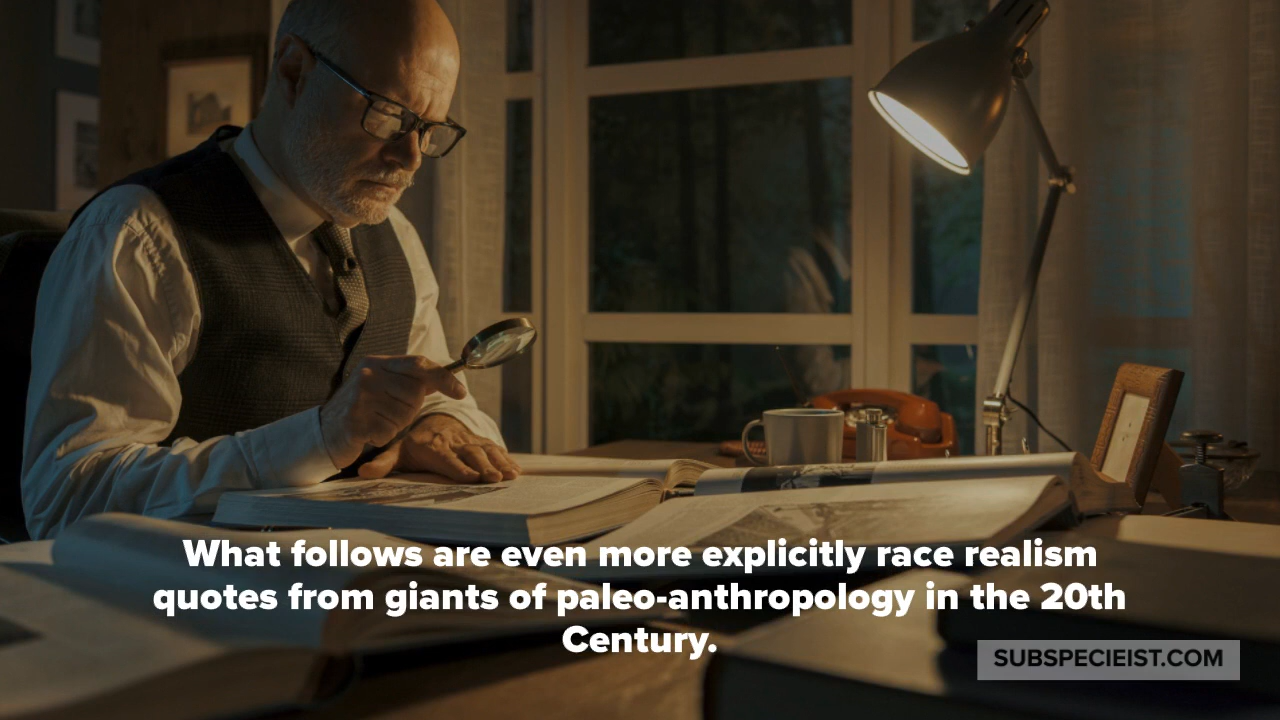 What follows are even more explicitly race realism
quotes from giants of paleo-anthropology in the 20th
Century.
SUBSPECIEIST.COM